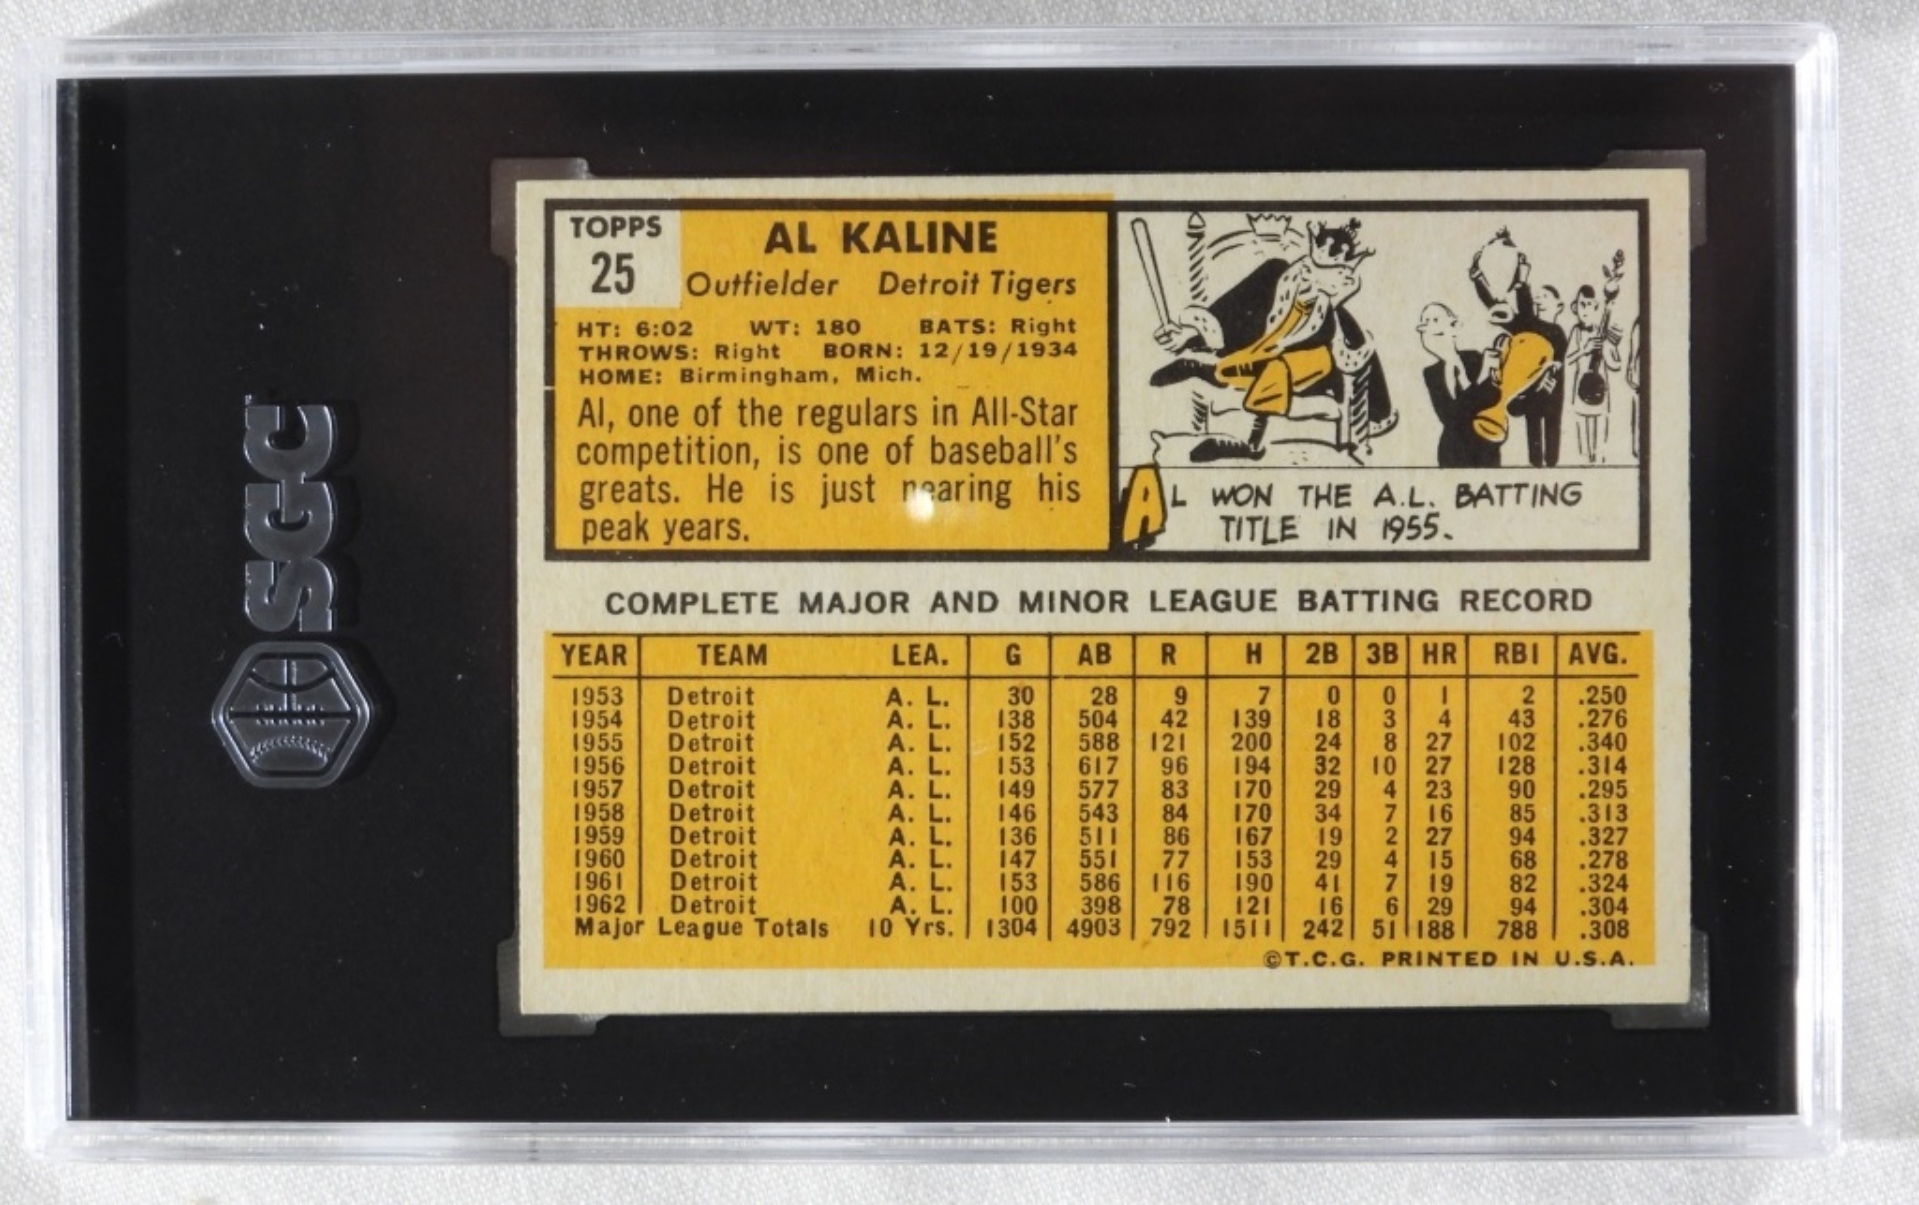 SGC
TOPPS
25
AL KALINE
Outfielder Detroit Tigers
HT: 6:02 WT: 180 BATS: Right
THROWS: Right BORN: 12/19/1934
HOME: Birmingham, Mich.
Al, one of the regulars in All-Star
competition, is one of baseball's
greats. He is just nearing his
peak years.
AL WON THE A.L. BATTING
TITLE IN 1955.
COMPLETE MAJOR AND MINOR LEAGUE BATTING RECORD
YEAR TEAM LEA. G AB R H 2B 3B HR RBI AVG.
1953 Detroit A. L. 30 28 9 7 0 0 1 2 .250
1954 Detroit A. L. 138 504 42 139 18 3 4 43 .276
1955 Detroit A. L. 152 588 121 200 24 8 27 102 .340
1956 Detroit A. L. 153 617 96 194 32 10 27 128 .314
1957 Detroit A. L. 149 577 83 170 29 4 23 90 .295
1958 Detroit A. L. 146 543 84 170 34 7 16 85 .313
1959 Detroit A. L. 136 511 86 167 19 2 27 94 .327
1960 Detroit A. L. 147 551 77 153 29 4 15 68 .278
1961 Detroit A. L. 153 586 116 190 41 7 19 82 .324
1962 Detroit A. L. 100 398 78 121 16 6 29 94 .304
Major League Totals 10 Yrs. 1304 4903 792 1511 242 51 188 788 .308
©T.C.G. PRINTED IN U.S.A.